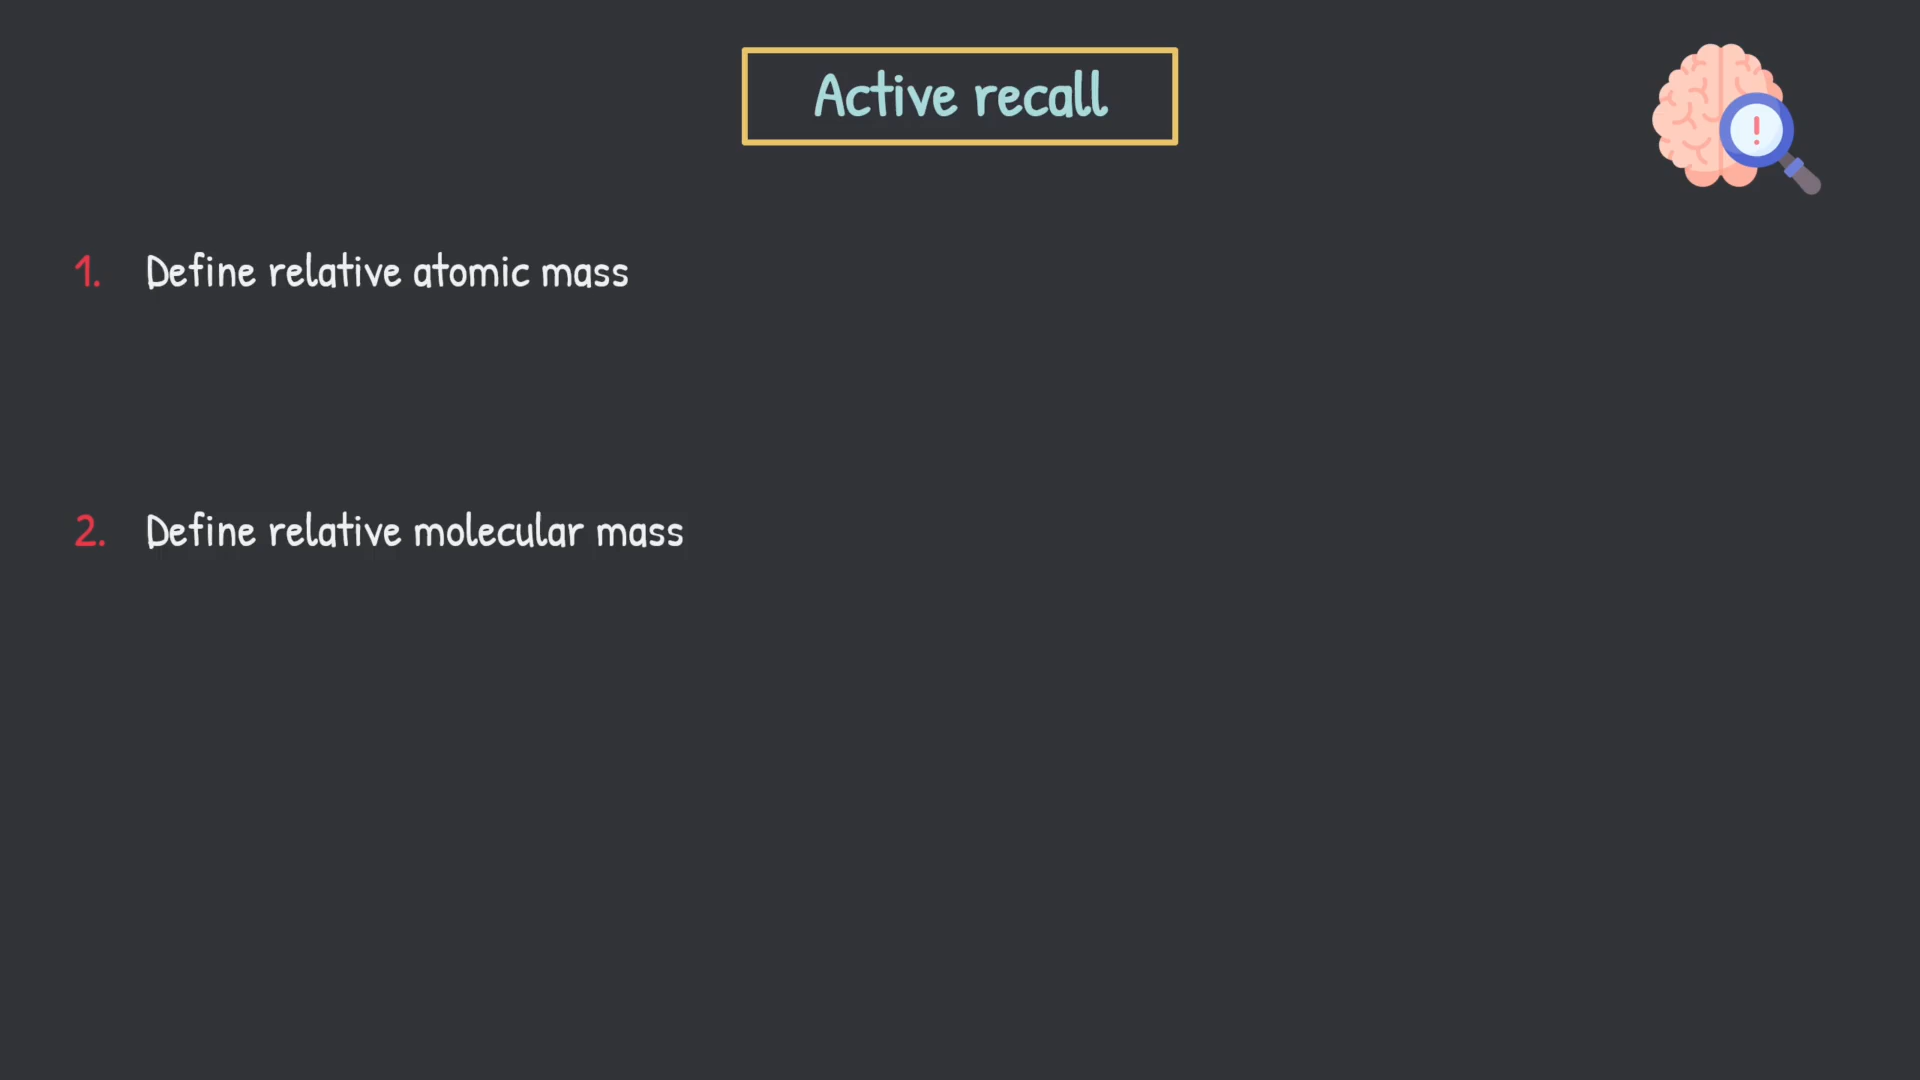 Active recall
1. Define relative atomic mass
2. Define relative molecular mass